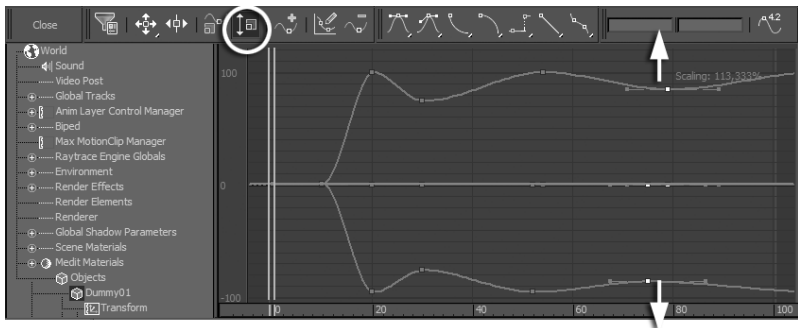 Close
4.2
World
Sound
Video Post
Global Tracks
Anim Layer Control Manager
Biped
Max MotionClip Manager
Raytrace Engine Globals
Environment
Render Effects
Render Elements
Renderer
Global Shadow Parameters
Scene Materials
Medit Materials
Objects
Dummy01
Transform
100
Scaling: 113.333%
0
-100
0
20
40
60
80
100